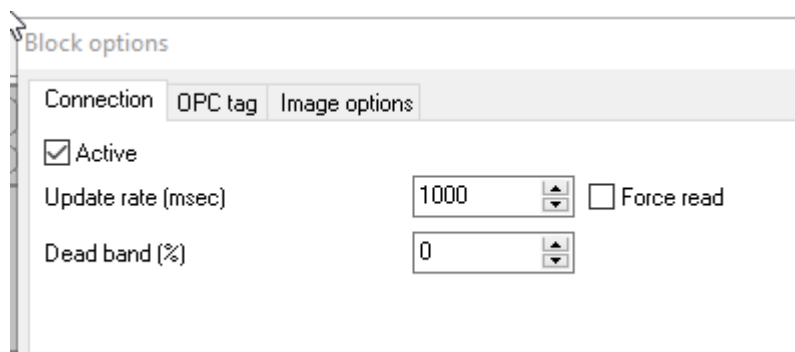 Block options
Connection OPC tag Image options
Active
Update rate (msec) 1000 Force read
Dead band (%) 0